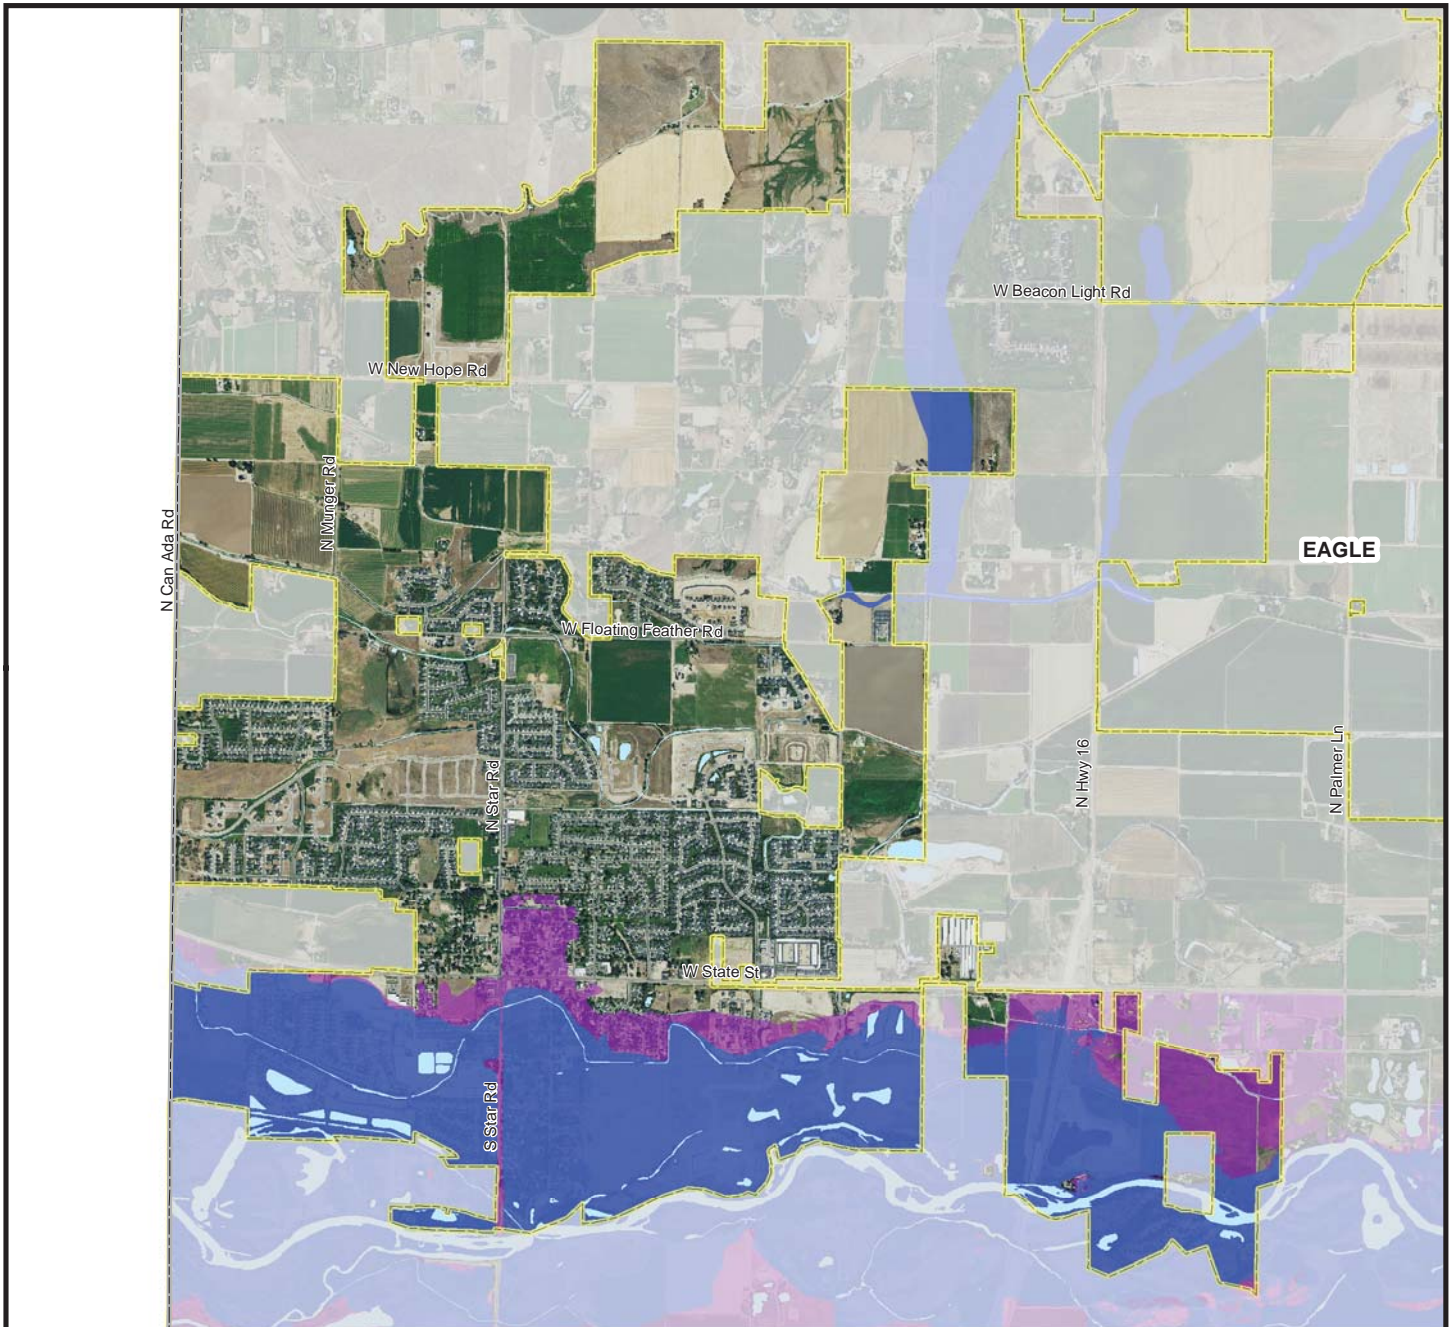 W Beacon Light Rd
W New Hope Rd
N Munger Rd
N Can Ada Rd
EAGLE
W Floating Feather Rd
N Star Rd
N Hwy 16
N Palmer Ln
W State St
S Star Rd